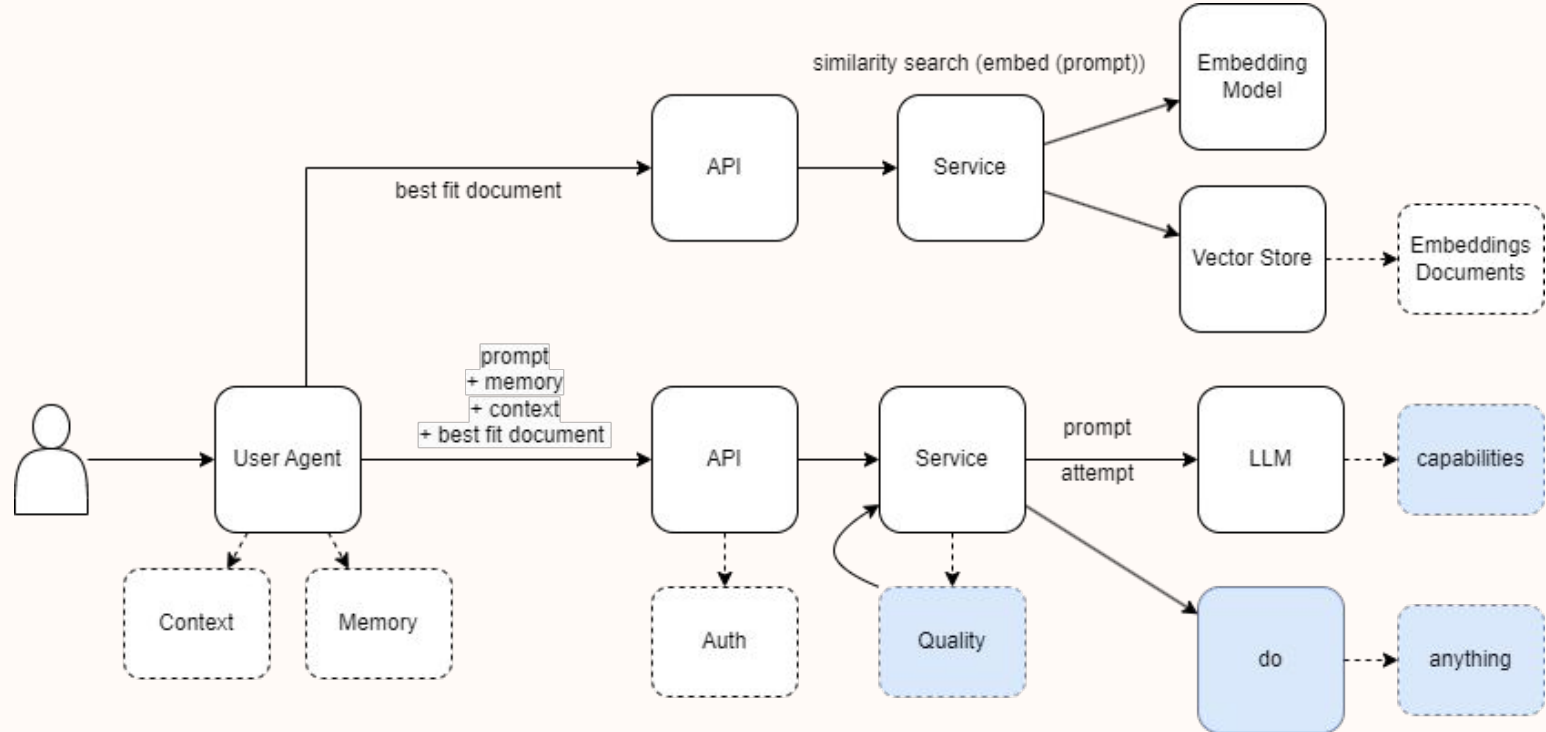 similarity search (embed (prompt))
Embedding
Model
API
Service
best fit document
Vector Store
Embeddings
Documents
prompt
+ memory
+ context
+ best fit document
User Agent
API
Service
prompt
attempt
LLM
capabilities
Context
Memory
Auth
Quality
do
anything